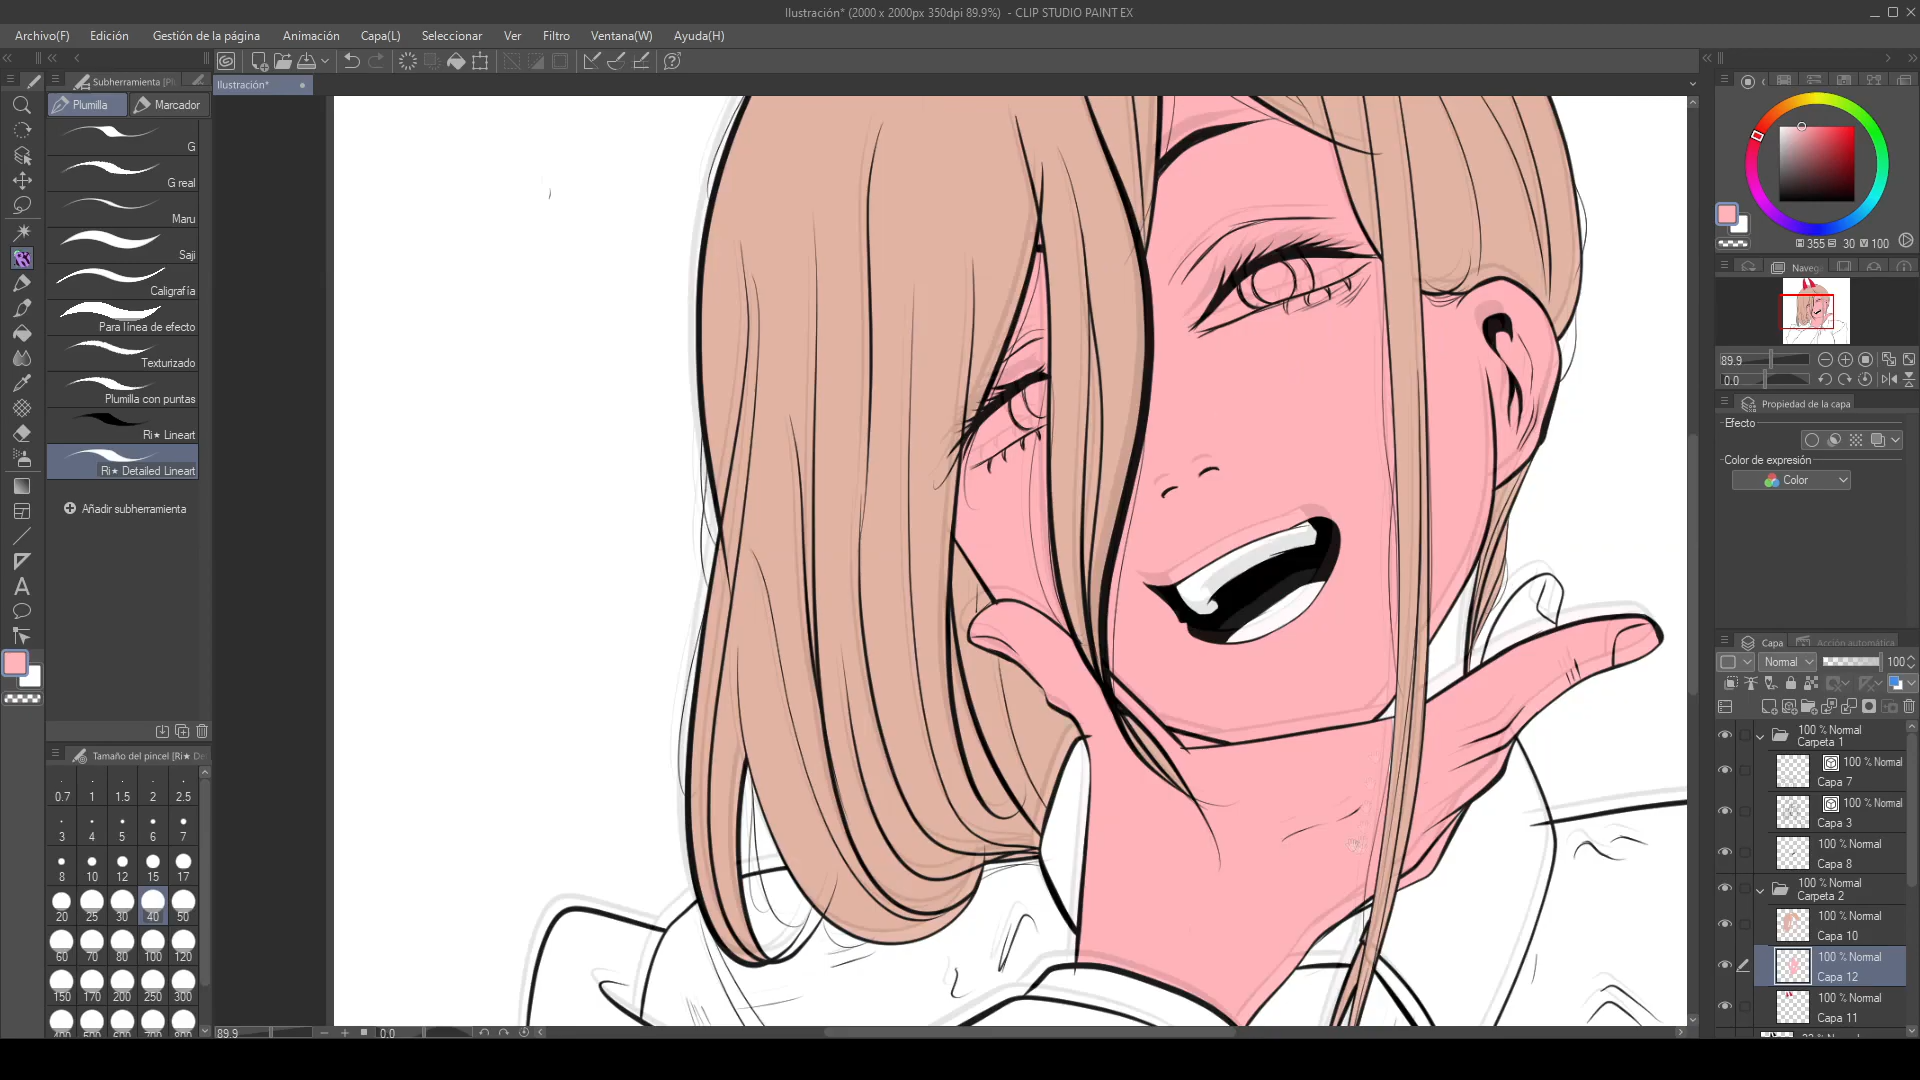 Ilustración* (2000 x 2000px 350dpi 89.9%) - CLIP STUDIO PAINT EX
Archivo(F) Edición Gestión de la página Animación Capa(L) Seleccionar Ver Filtro Ventana(W) Ayuda(H)
Subherramienta [Pl
Ilustración*
Plumilla Marcador
G
G real
Maru
Saji
Caligrafía
Para línea de efecto
Texturizado
Plumilla con puntas
Ri★ Lineart
Ri★ Detailed Lineart
Añadir subherramienta
Tamaño del pincel [Ri★ De
0.7 1 1.5 2 2.5
3 4 5 6 7
8 10 12 15 17
20 25 30 40 50
60 70 80 100 120
150 170 200 250 300
89.9 0.0
H 355 S 30 V 100
Naveg
89.9
0.0
Propiedad de la capa
Efecto
Color de expresión
Color
Capa Acción automática
Normal 100
100 % Normal
Carpeta 1
100 % Normal
Capa 7
100 % Normal
Capa 3
100 % Normal
Capa 8
100 % Normal
Carpeta 2
100 % Normal
Capa 10
100 % Normal
Capa 12
100 % Normal
Capa 11